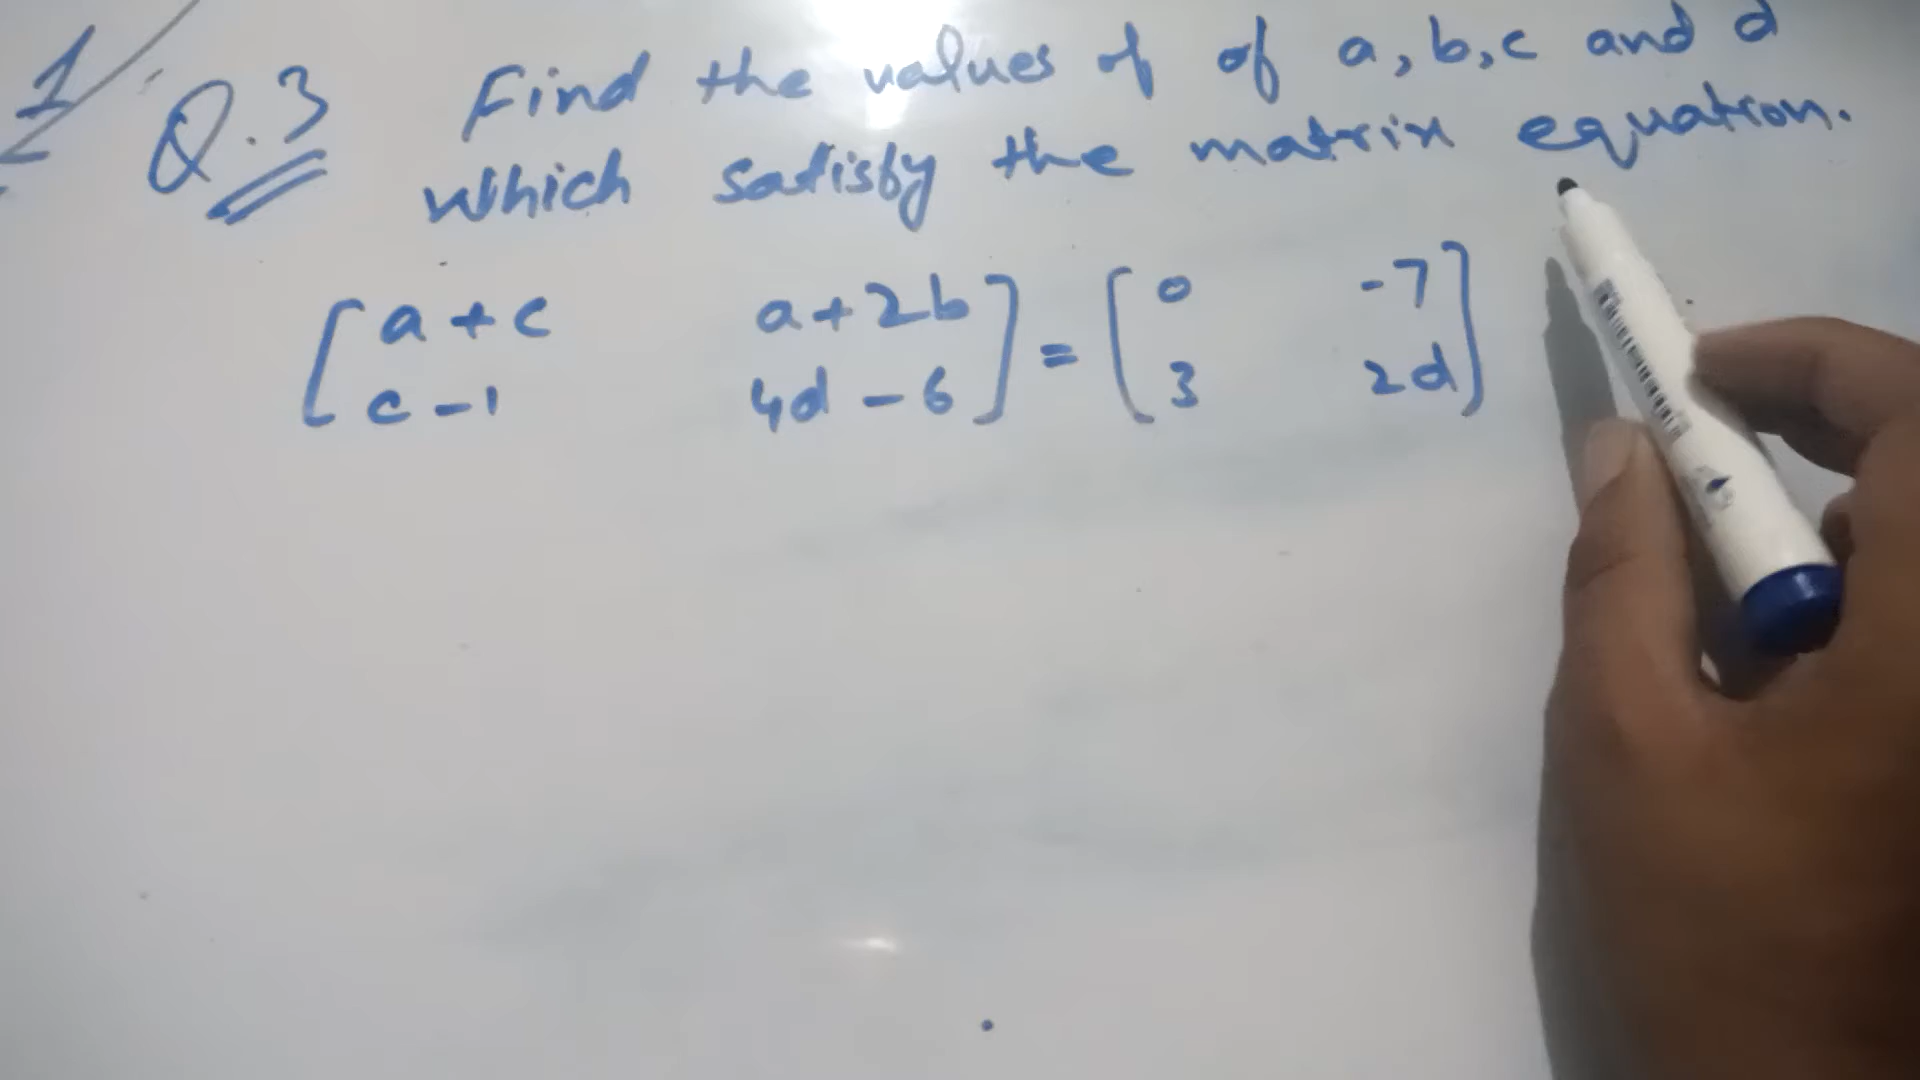 1
Q.3 Find the values of of a, b, c and d
which satisfy the matrix equation.
[a + c a + 2b] = [0 -7]
[c - 1 4d - 6] [3 2d]